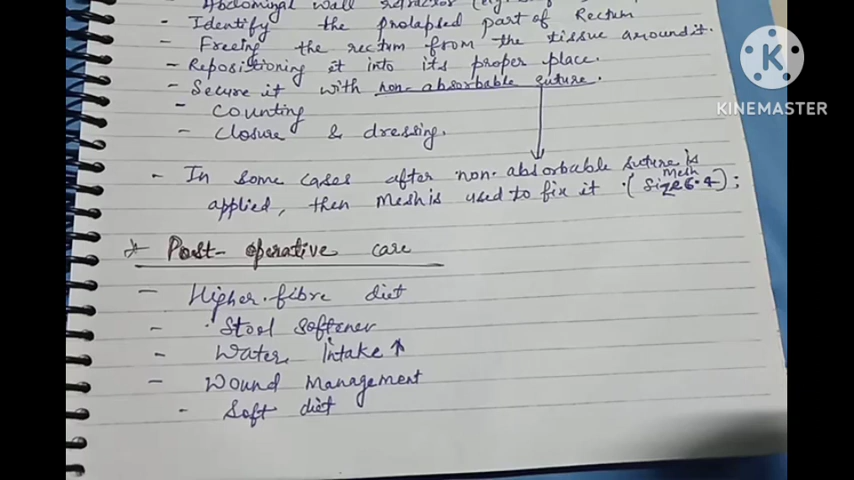 Abdominal wall retractor
- Identify the prolapsed part of Rectum
- Freeing the rectum from the tissue around it.
- Repositioning it into its proper place.
- Secure it with non-absorbable suture.
- Counting
- Closure & dressing.
- In some cases after non-absorbable suture is
applied, then Mesh is used to fix it. (Mesh size 6.4);
* Post-operative care
- Higher.fibre diet
- Stool softener
- Water Intake ↑
- Wound Management
- Soft diet
K
KINEMASTER